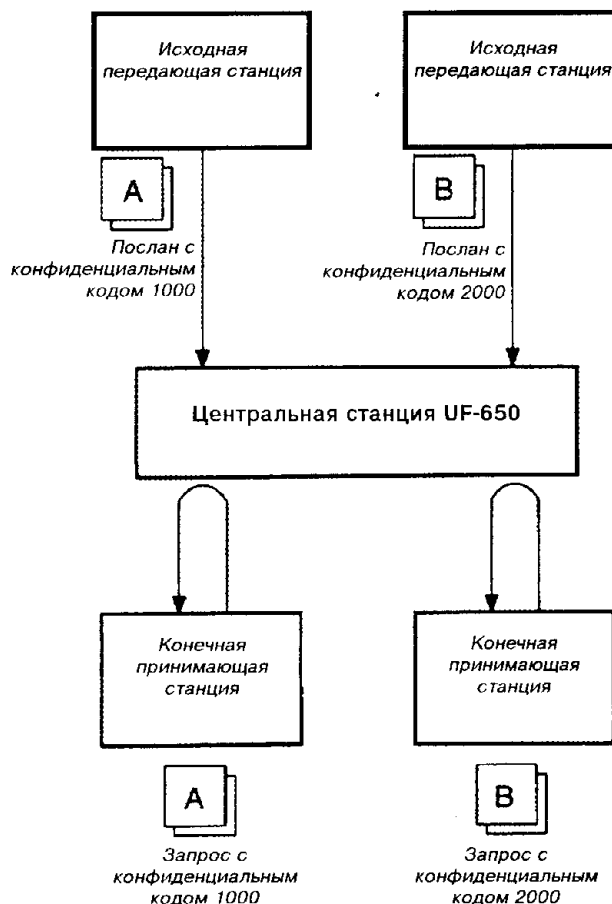 Исходная
передающая станция
Исходная
передающая станция
A
Послан с
конфиденциальным
кодом 1000
B
Послан с
конфиденциальным
кодом 2000
Центральная станция UF-650
Конечная
принимающая
станция
Конечная
принимающая
станция
A
Запрос с
конфиденциальным
кодом 1000
B
Запрос с
конфиденциальным
кодом 2000